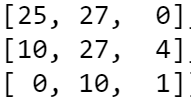 [25, 27,  0],
[10, 27,  4]
[ 0, 10,  1]]